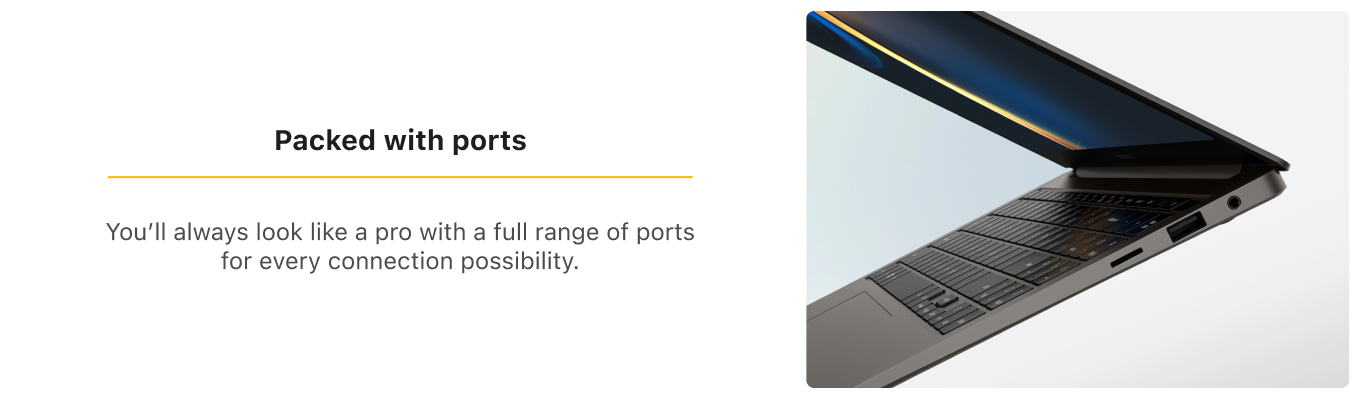 Packed with ports
You’ll always look like a pro with a full range of ports
for every connection possibility.